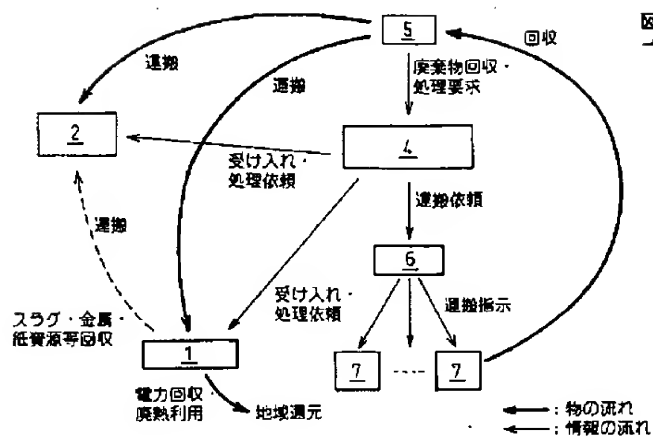 5
回収
図
運搬
運搬
廃棄物回収・
処理要求
2
4
受け入れ・
処理依頼
運搬依頼
運搬
6
スラグ・金属・
紙資源等回収
受け入れ・
処理依頼
運搬指示
1
7
7
電力回収・
廃熱利用
地域還元
:物の流れ
:情報の流れ